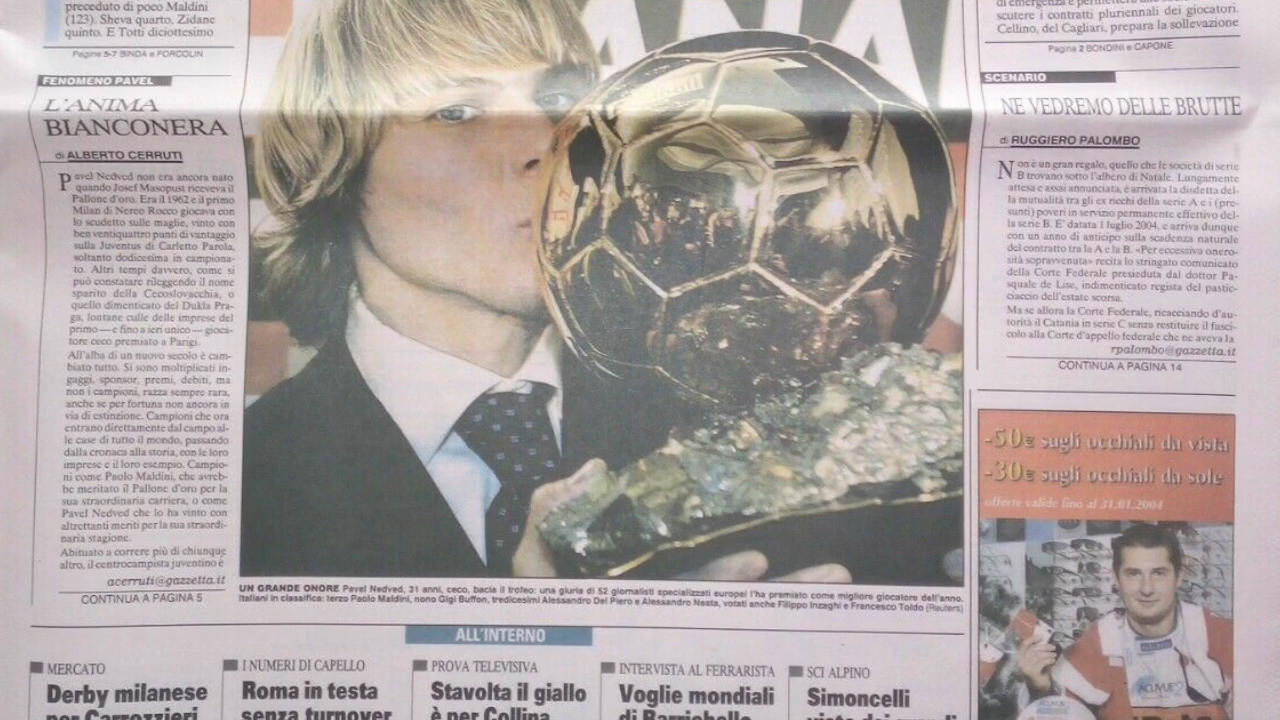 preceduto di poco Maldini
(123). Sheva quarto, Zidane
quinto. E Totti diciottesimo
Pagine 5-7 BINDA e FORCOLIN
FENOMENO PAVEL
L'ANIMA
BIANCONERA
di ALBERTO CERRUTI
Pavel Nedved non era ancora nato
quando Josef Masopust riceveva il
Pallone d'oro. Era il 1962 e il primo
Milan di Nereo Rocco giocava con
lo scudetto sulle maglie, vinto con
ben ventiquattro punti di vantaggio
sulla Juventus di Carletto Parola,
soltanto dodicesima in campiona-
to. Altri tempi davvero, come si
può constatare rileggendo il nome
sparito della Cecoslovacchia, o
quello dimenticato del Dukla Pra-
ga, lontane culle delle imprese del
primo — e fino a ieri unico — gioca-
tore ceco premiato a Parigi.
All'alba di un nuovo secolo è cam-
biato tutto. Si sono moltiplicati in-
gaggi, sponsor, premi, debiti, ma
non i campioni, razza sempre rara,
anche se per fortuna non ancora in
via di estinzione. Campioni che ora
entrano direttamente dal campo al-
le case di tutto il mondo, passando
dalla cronaca alla storia, con le loro
imprese e il loro esempio. Campio-
ni come Paolo Maldini, che avreb-
be meritato il Pallone d'oro per la
sua straordinaria carriera, o come
Pavel Nedved che lo ha vinto con
altrettanti meriti per la sua straordi-
naria stagione.
Abituato a correre più di chiunque
altro, il centrocampista juventino è
acerruti@gazzetta.it
CONTINUA A PAGINA 5
ANIA
UN GRANDE ONORE Pavel Nedved, 31 anni, ceco, bacia il trofeo: una giuria di 52 giornalisti specializzati europei l'ha premiato come migliore giocatore dell'anno.
Italiani in classifica: terzo Paolo Maldini, nono Gigi Buffon, tredicesimi Alessandro Del Piero e Alessandro Nesta, votati anche Filippo Inzaghi e Francesco Toldo (Reuters)
scutere i contratti pluriennali dei giocatori.
Cellino, del Cagliari, prepara la sollevazione
Pagina 2 BONDINI e CAPONE
SCENARIO
NE VEDREMO DELLE BRUTTE
di RUGGIERO PALOMBO
Non è un gran regalo, quello che le società di serie
B trovano sotto l'albero di Natale. Lungamente
attesa e assai annunciata, è arrivata la disdetta del-
la mutualità tra gli ex ricchi della serie A e i (pre-
sunti) poveri in servizio permanente effettivo del-
la serie B. E' datata 1 luglio 2004, e arriva dunque
con un anno di anticipo sulla scadenza naturale
del contratto tra la A e la B. «Per eccessiva onero-
sità sopravvenuta» recita lo stringato comunicato
della Corte Federale presieduta dal dottor Pa-
squale de Lise, indimenticato regista del pastic-
ciaccio dell'estate scorsa.
Ma se allora la Corte Federale, ricacciando d'au-
torità il Catania in serie C senza restituire il fasci-
colo alla Corte d'appello federale che ne aveva la
rpalombo@gazzetta.it
CONTINUA A PAGINA 14
-50€ sugli occhiali da vista
-30€ sugli occhiali da sole
offerte valide fino al 31.01.2004
ACUVUE
ALL'INTERNO
MERCATO
Derby milanese
per Carrozzieri
I NUMERI DI CAPELLO
Roma in testa
senza turnover
PROVA TELEVISIVA
Stavolta il giallo
è per Collina
INTERVISTA AL FERRARISTA
Voglie mondiali
di Barrichello
SCI ALPINO
Simoncelli